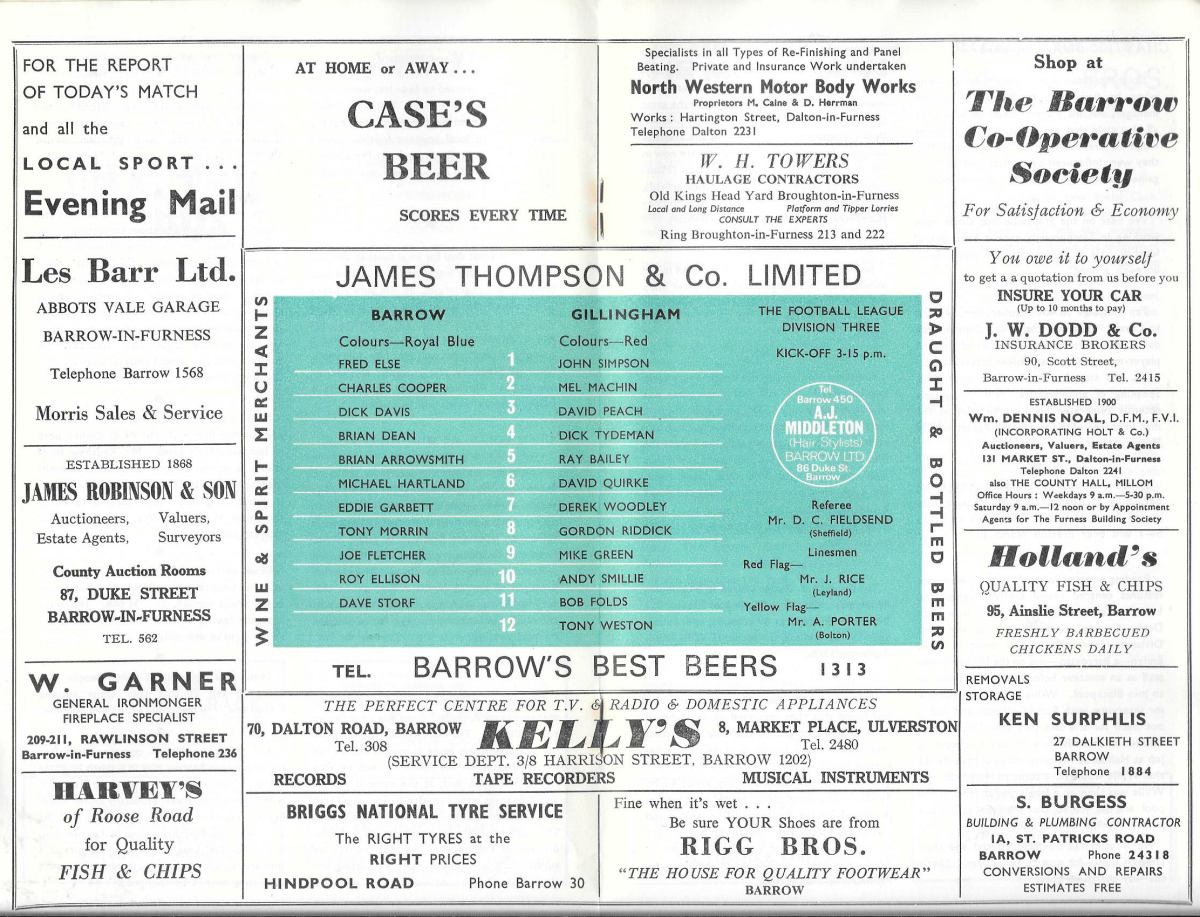 FOR THE REPORT
OF TODAY'S MATCH
and all the
LOCAL SPORT ...
Evening Mail
Les Barr Ltd.
ABBOTS VALE GARAGE
BARROW-IN-FURNESS
Telephone Barrow 1568
Morris Sales & Service
ESTABLISHED 1868
JAMES ROBINSON & SON
Auctioneers, Valuers,
Estate Agents, Surveyors
County Auction Rooms
87, DUKE STREET
BARROW-IN-FURNESS
TEL. 562
W. GARNER
GENERAL IRONMONGER
FIREPLACE SPECIALIST
209-211, RAWLINSON STREET
Barrow-in-Furness Telephone 236
HARVEY'S
of Roose Road
for Quality
FISH & CHIPS
AT HOME or AWAY ...
CASE'S
BEER
SCORES EVERY TIME
Specialists in all Types of Re-Finishing and Panel
Beating. Private and Insurance Work undertaken
North Western Motor Body Works
Proprietors M. Caine & D. Herrman
Works : Hartington Street, Dalton-in-Furness
Telephone Dalton 2231
W. H. TOWERS
HAULAGE CONTRACTORS
Old Kings Head Yard Broughton-in-Furness
Local and Long Distance Platform and Tipper Lorries
CONSULT THE EXPERTS
Ring Broughton-in-Furness 213 and 222
JAMES THOMPSON & Co. LIMITED
WINE & SPIRIT MERCHANTS
BARROW GILLINGHAM
Colours—Royal Blue Colours—Red
FRED ELSE 1 JOHN SIMPSON
CHARLES COOPER 2 MEL MACHIN
DICK DAVIS 3 DAVID PEACH
BRIAN DEAN 4 DICK TYDEMAN
BRIAN ARROWSMITH 5 RAY BAILEY
MICHAEL HARTLAND 6 DAVID QUIRKE
EDDIE GARBETT 7 DEREK WOODLEY
TONY MORRIN 8 GORDON RIDDICK
JOE FLETCHER 9 MIKE GREEN
ROY ELLISON 10 ANDY SMILLIE
DAVE STORF 11 BOB FOLDS
12 TONY WESTON
THE FOOTBALL LEAGUE
DIVISION THREE
KICK-OFF 3-15 p.m.
Tel.
Barrow 450
A.J.
MIDDLETON
(Hair Stylists)
BARROW LTD
86 Duke St.
Barrow
Referee
Mr. D. C. FIELDSEND
(Sheffield)
Linesmen
Red Flag—
Mr. J. RICE
(Leyland)
Yellow Flag—
Mr. A. PORTER
(Bolton)
DRAUGHT & BOTTLED BEERS
TEL. BARROW'S BEST BEERS 1313
THE PERFECT CENTRE FOR T.V. & RADIO & DOMESTIC APPLIANCES
70, DALTON ROAD, BARROW KELLY'S 8, MARKET PLACE, ULVERSTON
Tel. 308 Tel. 2480
(SERVICE DEPT. 3/8 HARRISON STREET, BARROW 1202)
RECORDS TAPE RECORDERS MUSICAL INSTRUMENTS
BRIGGS NATIONAL TYRE SERVICE
The RIGHT TYRES at the
RIGHT PRICES
HINDPOOL ROAD Phone Barrow 30
Fine when it's wet . . .
Be sure YOUR Shoes are from
RIGG BROS.
"THE HOUSE FOR QUALITY FOOTWEAR"
BARROW
Shop at
The Barrow
Co-Operative
Society
For Satisfaction & Economy
You owe it to yourself
to get a a quotation from us before you
INSURE YOUR CAR
(Up to 10 months to pay)
J. W. DODD & Co.
INSURANCE BROKERS
90, Scott Street,
Barrow-in-Furness Tel. 2415
ESTABLISHED 1900
Wm. DENNIS NOAL, D.F.M., F.V.I.
(INCORPORATING HOLT & Co.)
Auctioneers, Valuers, Estate Agents
131 MARKET ST., Dalton-in-Furness
Telephone Dalton 2241
also THE COUNTY HALL, MILLOM
Office Hours : Weekdays 9 a.m.—5-30 p.m.
Saturday 9 a.m.—12 noon or by Appointment
Agents for The Furness Building Society
Holland's
QUALITY FISH & CHIPS
95, Ainslie Street, Barrow
FRESHLY BARBECUED
CHICKENS DAILY
REMOVALS
STORAGE
KEN SURPHLIS
27 DALKIETH STREET
BARROW
Telephone 1884
S. BURGESS
BUILDING & PLUMBING CONTRACTOR
1A, ST. PATRICKS ROAD
BARROW Phone 24318
CONVERSIONS AND REPAIRS
ESTIMATES FREE